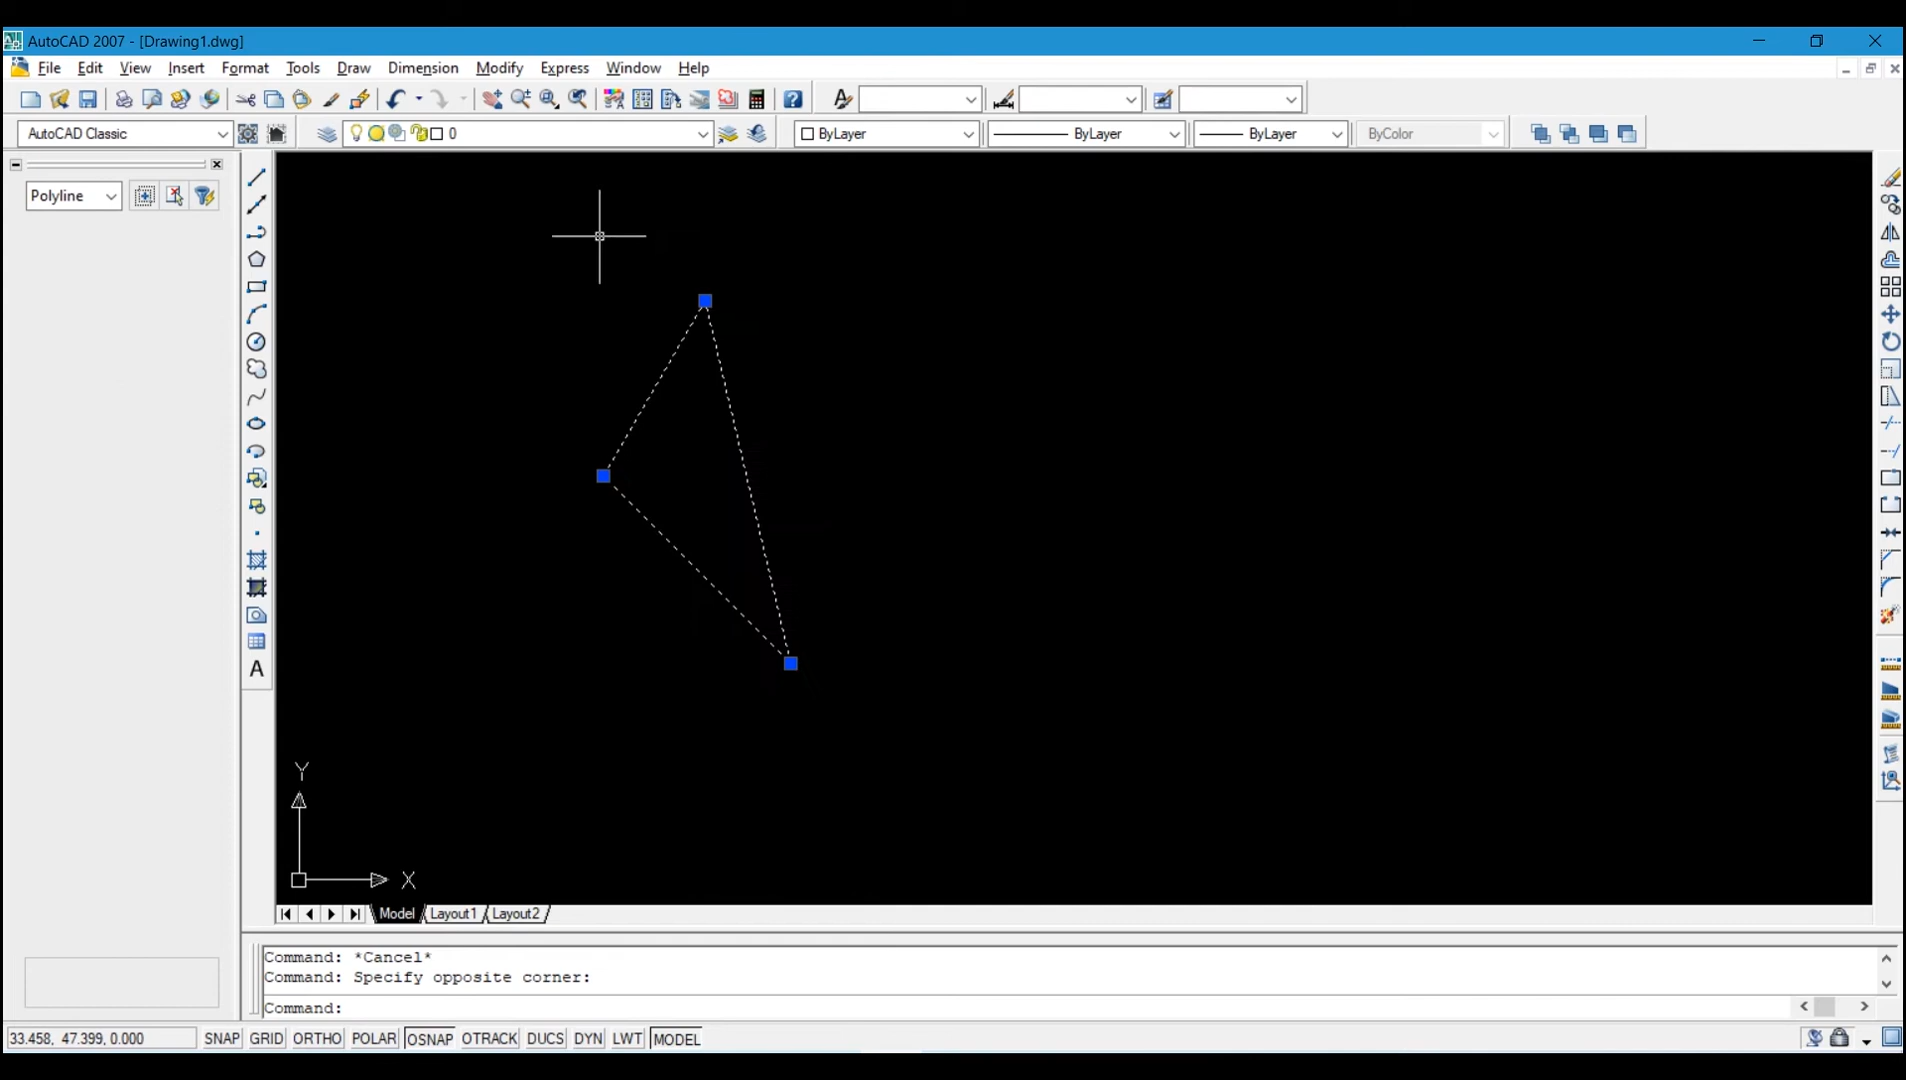 AutoCAD 2007 - [Drawing1.dwg]
File Edit View Insert Format Tools Draw Dimension Modify Express Window Help
AutoCAD Classic 0 ByLayer ByLayer ByLayer ByColor
Polyline
A
Y
X
Model Layout1 Layout2
Command: *Cancel*
Command: Specify opposite corner:
Command:
33.458, 47.399, 0.000 SNAP GRID ORTHO POLAR OSNAP OTRACK DUCS DYN LWT MODEL